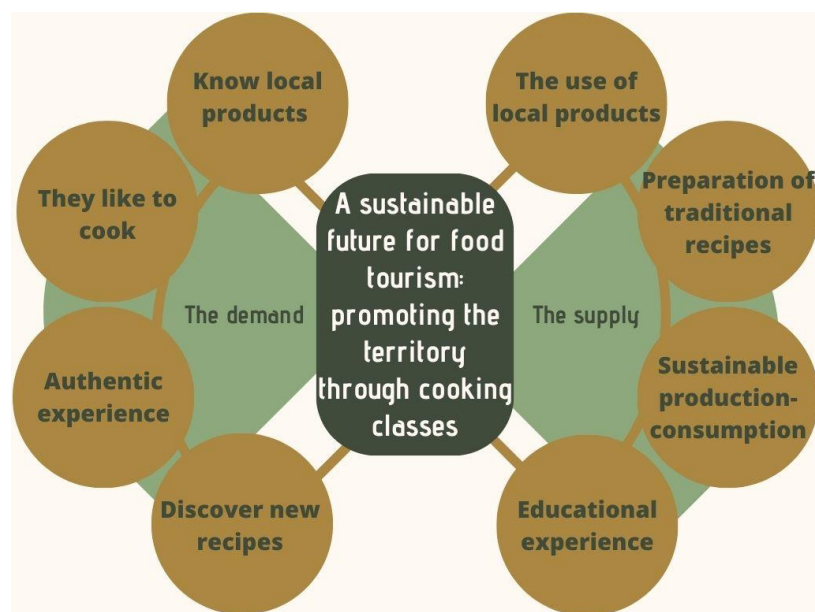 Know local
products
They like to
cook
The demand
Authentic
experience
Discover new
recipes
A sustainable
future for food
tourism:
promoting the
territory
through cooking
classes
The use of
local products
Preparation of
traditional
recipes
The supply
Sustainable
production-
consumption
Educational
experience